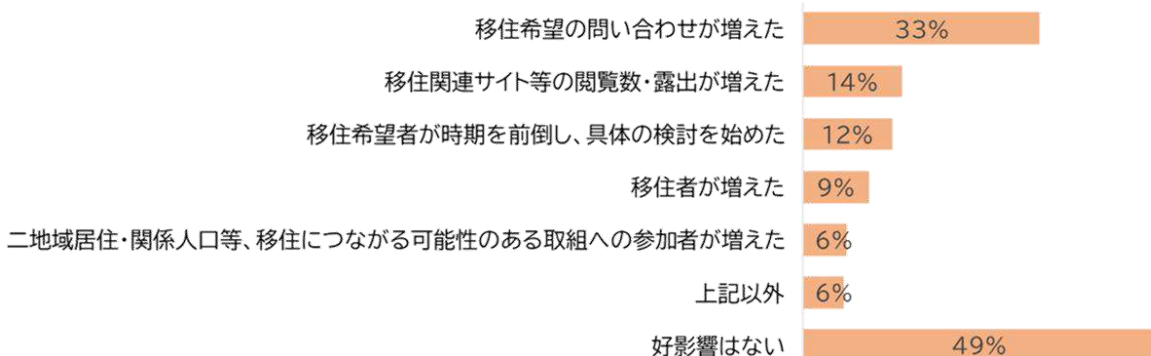 移住希望の問い合わせが増えた 33%
移住関連サイト等の閲覧数・露出が増えた 14%
移住希望者が時期を前倒し、具体の検討を始めた 12%
移住者が増えた 9%
二地域居住・関係人口等、移住につながる可能性のある取組への参加者が増えた 6%
上記以外 6%
好影響はない 49%